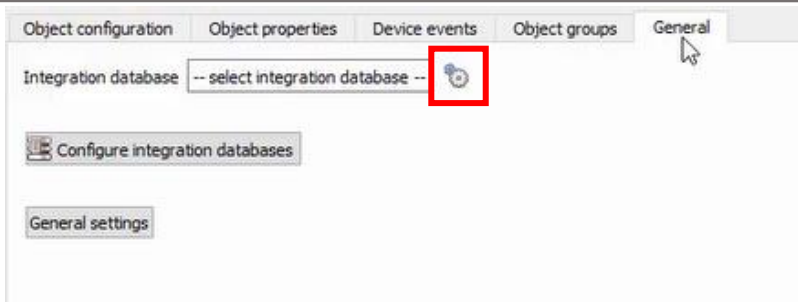 Object configuration Object properties Device events Object groups General
Integration database -- select integration database --
Configure integration databases
General settings